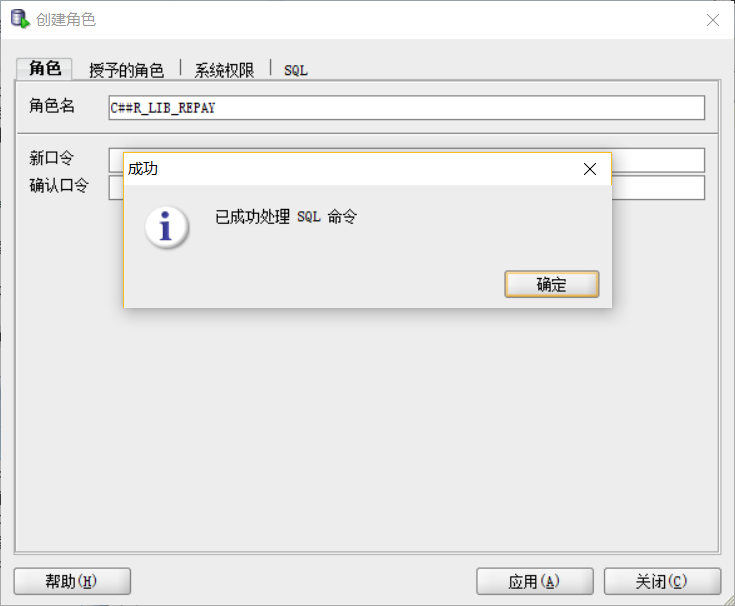 创建角色
角色 授予的角色 系统权限 SQL
角色名 C##R_LIB_REPAY
新口令
确认口令
成功
已成功处理 SQL 命令
确定
帮助(H) 应用(A) 关闭(C)